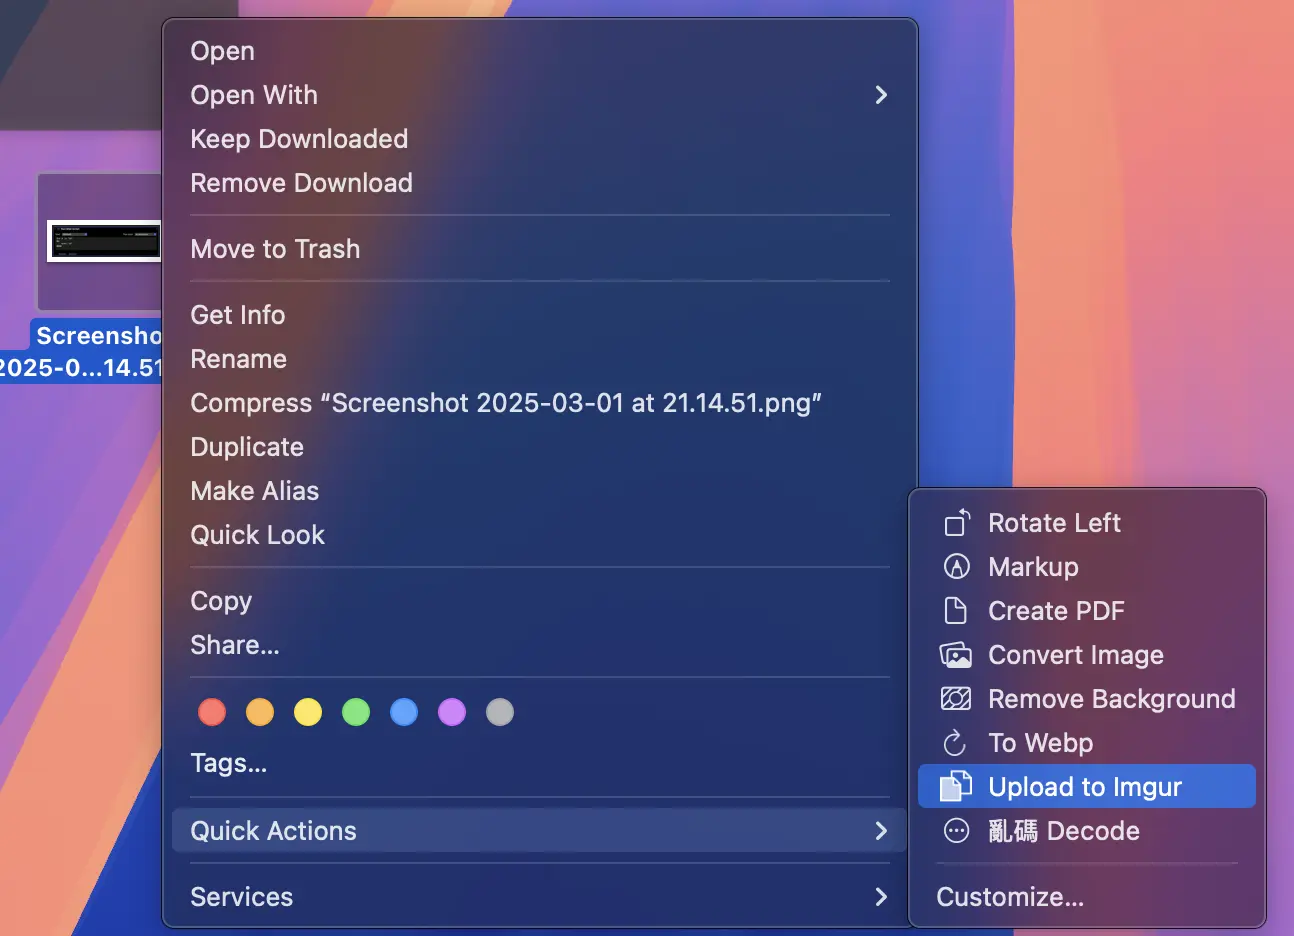 Open
Open With
Keep Downloaded
Remove Download
Move to Trash
Get Info
Rename
Compress “Screenshot 2025-03-01 at 21.14.51.png”
Duplicate
Make Alias
Quick Look
Copy
Share...
Tags...
Quick Actions
Services
Screensho
2025-0...14.51
Rotate Left
Markup
Create PDF
Convert Image
Remove Background
To Webp
Upload to Imgur
亂碼 Decode
Customize...